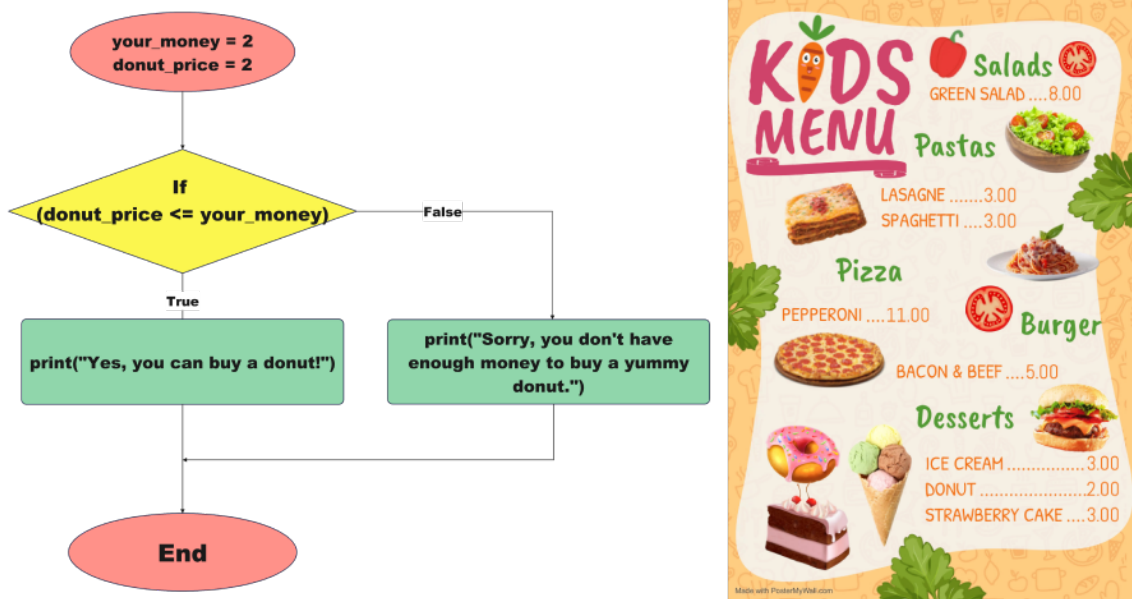 your_money = 2
donut_price = 2
If
(donut_price <= your_money)
False
True
print("Yes, you can buy a donut!")
print("Sorry, you don't have
enough money to buy a yummy
donut.")
End
KIDS
MENU
Salads
GREEN SALAD ....8.00
Pastas
LASAGNE .......3.00
SPAGHETTI ....3.00
Pizza
PEPPERONI ....11.00
Burger
BACON & BEEF ....5.00
Desserts
ICE CREAM ................3.00
DONUT ......................2.00
STRAWBERRY CAKE ....3.00
Made with PosterMyWall.com